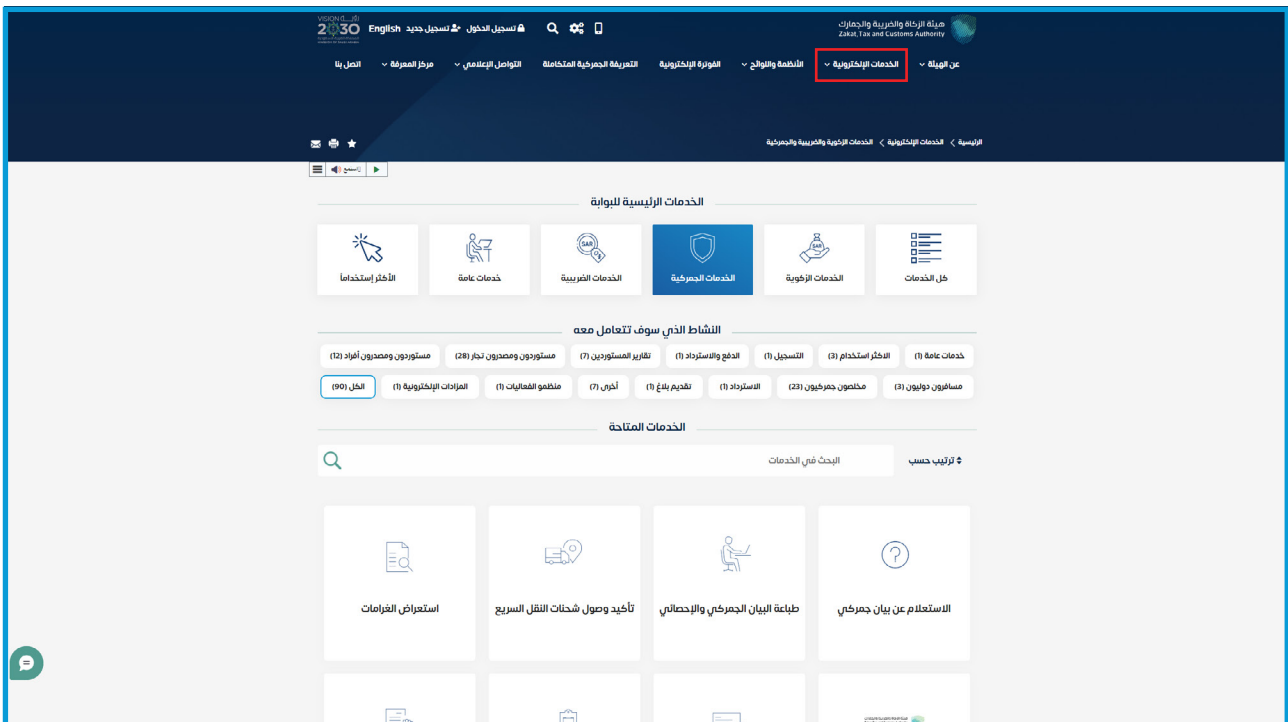 هيئة الزكاة والضريبة والجمارك
Zakat, Tax and Customs Authority
تسجيل الدخول تسجيل جديد English
VISION رؤية
2030
عن الهيئة الخدمات الإلكترونية الأنظمة واللوائح الفوترة الإلكترونية التعريفة الجمركية المتكاملة التواصل الإعلامي مركز المعرفة اتصل بنا
الرئيسية > الخدمات الإلكترونية > الخدمات الزكوية والضريبية والجمركية
استمع
الخدمات الرئيسية للبوابة
SAR SAR
كل الخدمات الخدمات الزكوية الخدمات الجمركية الخدمات الضريبية خدمات عامة الأكثر إستخداماً
النشاط الذي سوف تتعامل معه
خدمات عامة (1) الاكثر استخدام (3) التسجيل (1) الدفع والاسترداد (1) تقارير المستوردين (7) مستوردون ومصدرون تجار (28) مستوردون ومصدرون أفراد (12)
مسافرون دوليون (3) مخلصون جمركيون (23) الاسترداد (1) تقديم بلاغ (1) أخرى (7) منظمو الفعاليات (1) المزادات الإلكترونية (1) الكل (90)
الخدمات المتاحة
ترتيب حسب البحث في الخدمات
الاستعلام عن بيان جمركي طباعة البيان الجمركي والإحصائي تأكيد وصول شحنات النقل السريع استعراض الغرامات